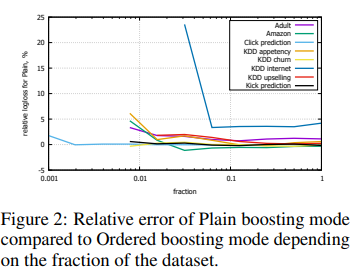 25
20
15
10
5
0
-5
relative logloss for Plain, %
0.001
0.01
0.1
1
fraction
Adult
Amazon
Click prediction
KDD appetency
KDD churn
KDD internet
KDD upselling
Kick prediction
Figure 2: Relative error of Plain boosting mode
compared to Ordered boosting mode depending
on the fraction of the dataset.